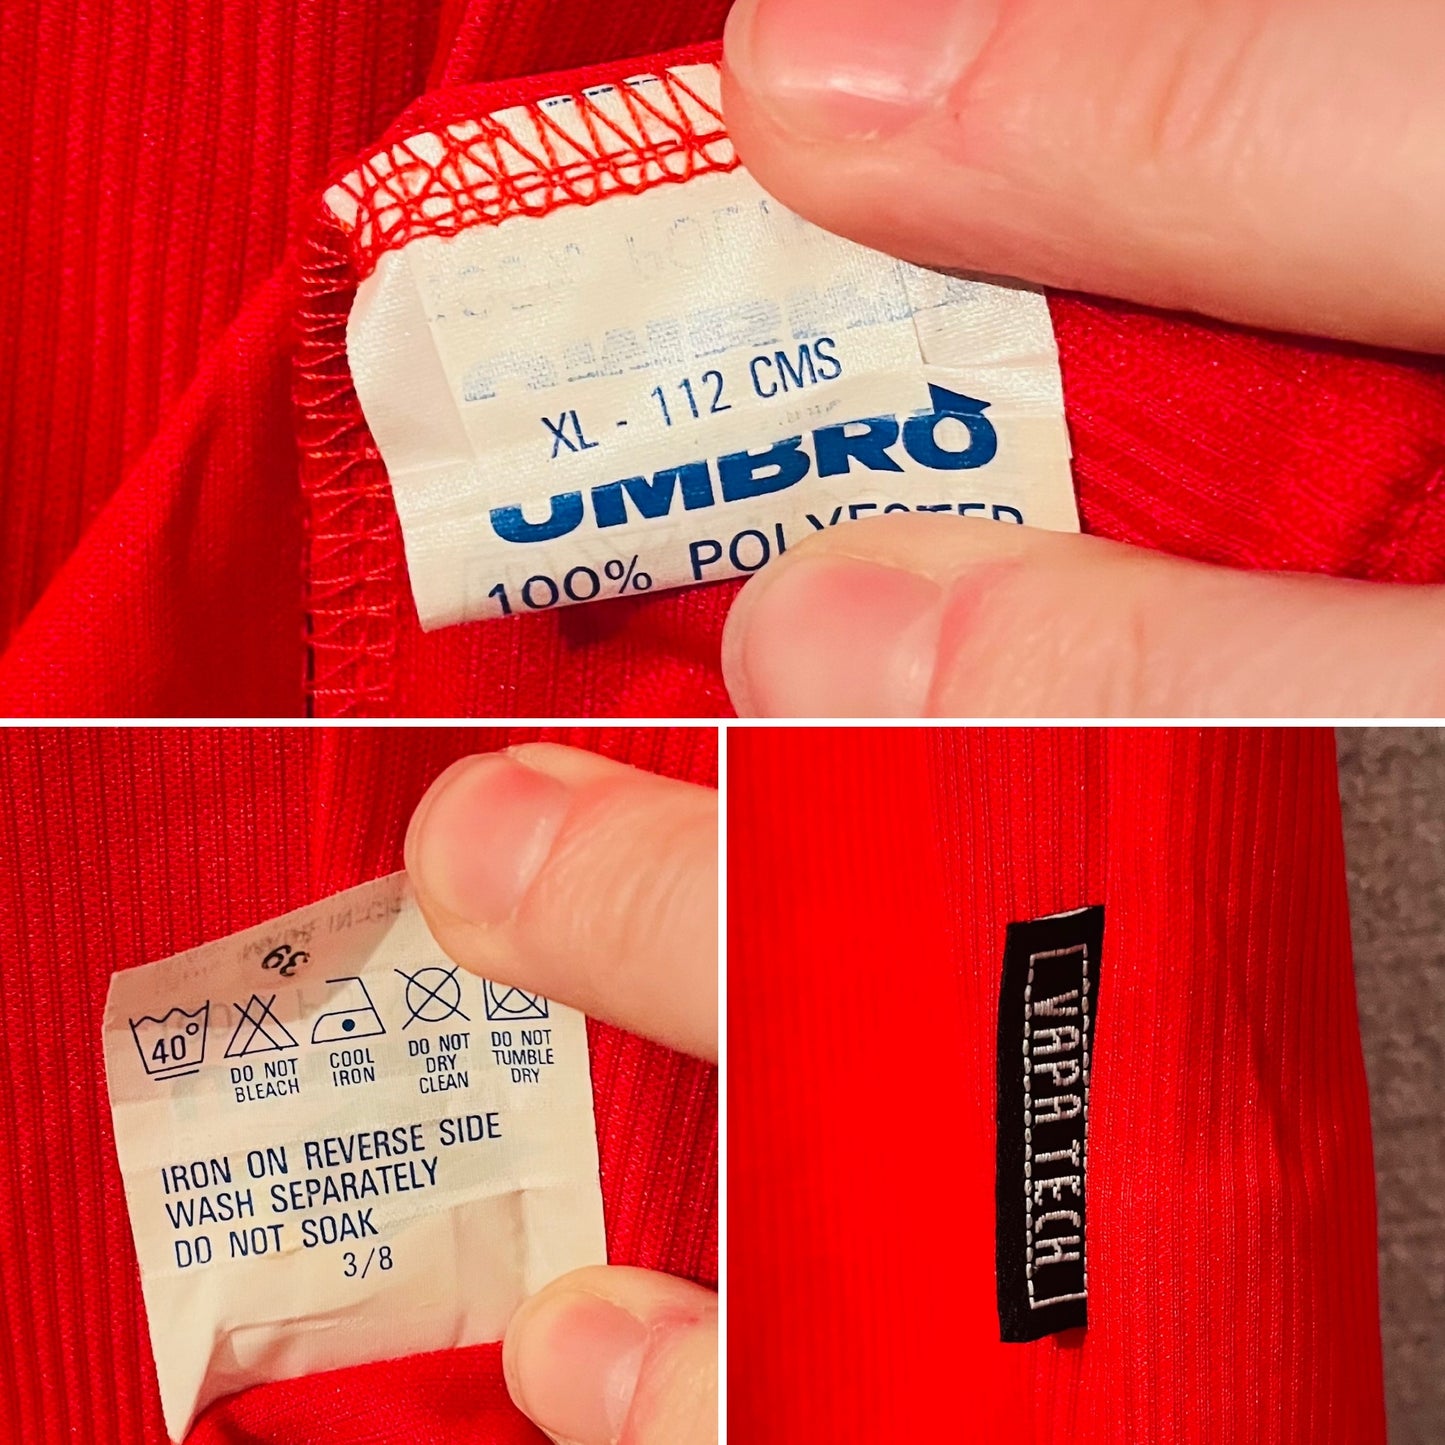 XL - 112 CMS
UMBRO
100% POLYESTER
39
40°
DO NOT
BLEACH
COOL
IRON
DO NOT
DRY
CLEAN
DO NOT
TUMBLE
DRY
IRON ON REVERSE SIDE
WASH SEPARATELY
DO NOT SOAK
3/8
VAPA TECH